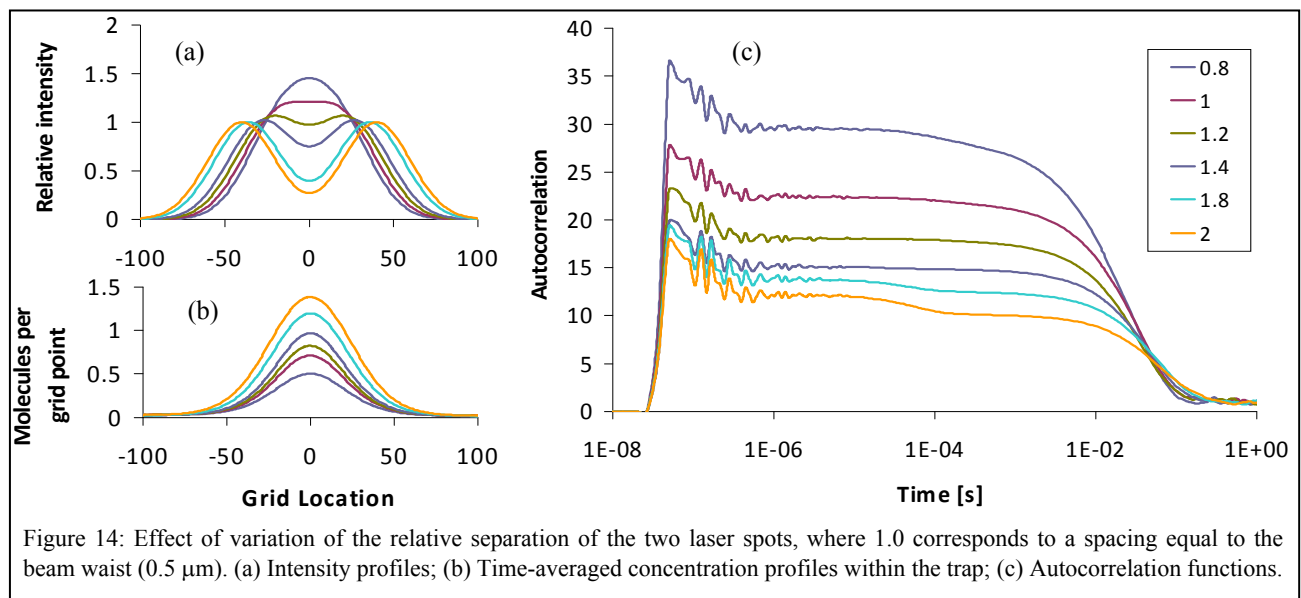 (a)
2
1.5
1
0.5
0
Relative intensity
-100
-50
0
50
100
(b)
1.5
1
0.5
0
Molecules per
grid point
-100
-50
0
50
100
Grid Location
(c)
40
35
30
25
20
15
10
5
0
Autocorrelation
1E-08
1E-06
1E-04
1E-02
1E+00
Time [s]
0.8
1
1.2
1.4
1.8
2
Figure 14: Effect of variation of the relative separation of the two laser spots, where 1.0 corresponds to a spacing equal to the
beam waist (0.5 μm). (a) Intensity profiles; (b) Time-averaged concentration profiles within the trap; (c) Autocorrelation functions.